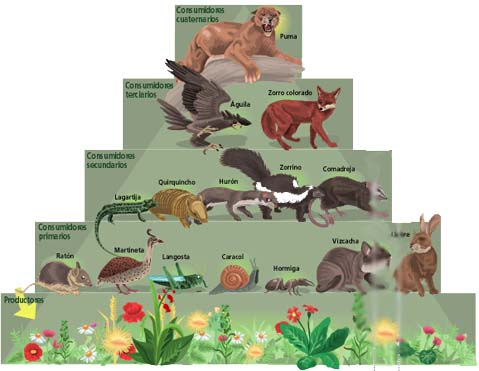 Consumidores
cuaternarios
Puma
Consumidores
terciarios
Águila
Zorro colorado
Consumidores
secundarios
Lagartija
Quirquincho
Hurón
Zorrino
Comadreja
Consumidores
primarios
Ratón
Martineta
Langosta
Caracol
Hormiga
Vizcacha
Productores